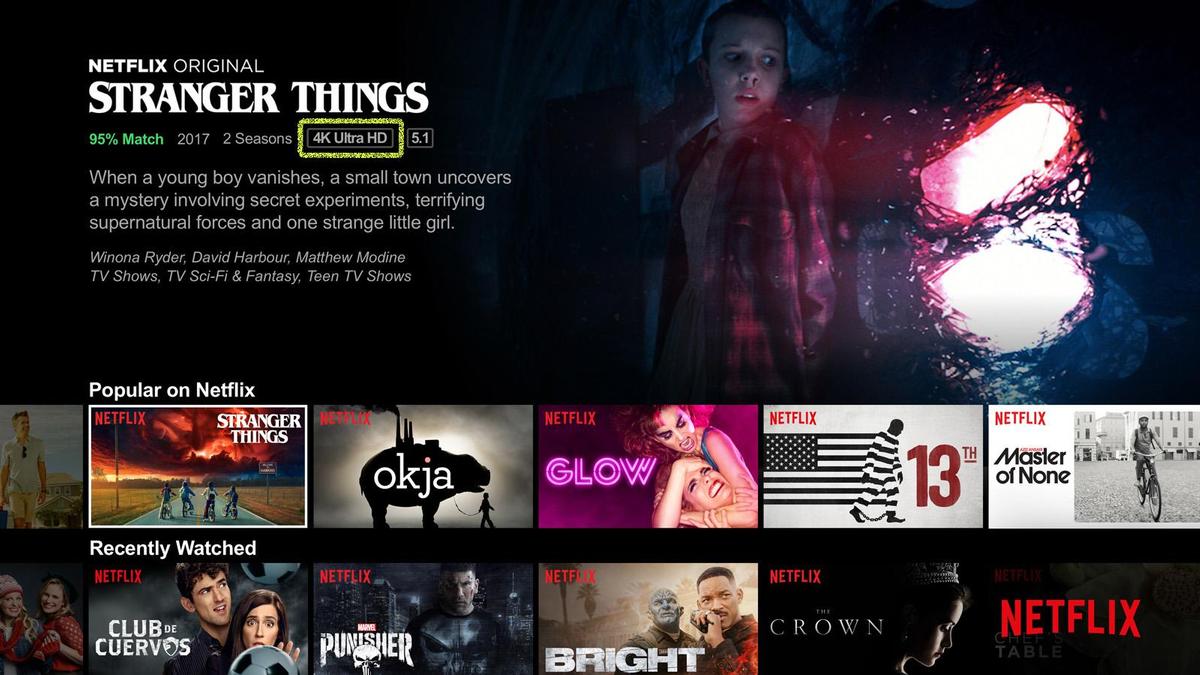 NETFLIX ORIGINAL
STRANGER THINGS
95% Match 2017 2 Seasons 4K Ultra HD 5.1
When a young boy vanishes, a small town uncovers
a mystery involving secret experiments, terrifying
supernatural forces and one strange little girl.
Winona Ryder, David Harbour, Matthew Modine
TV Shows, TV Sci-Fi & Fantasy, Teen TV Shows
Popular on Netflix
NETFLIX
STRANGER
THINGS
NETFLIX
okja
NETFLIX
GLOW
NETFLIX
13TH
NETFLIX
Master
of None
Recently Watched
NETFLIX
CLUB DE
CUERVOS
NETFLIX
MARVEL
PUNISHER
NETFLIX
BRIGHT
NETFLIX
THE
CROWN
NETFLIX
NETFLIX
CHEF'S
TABLE